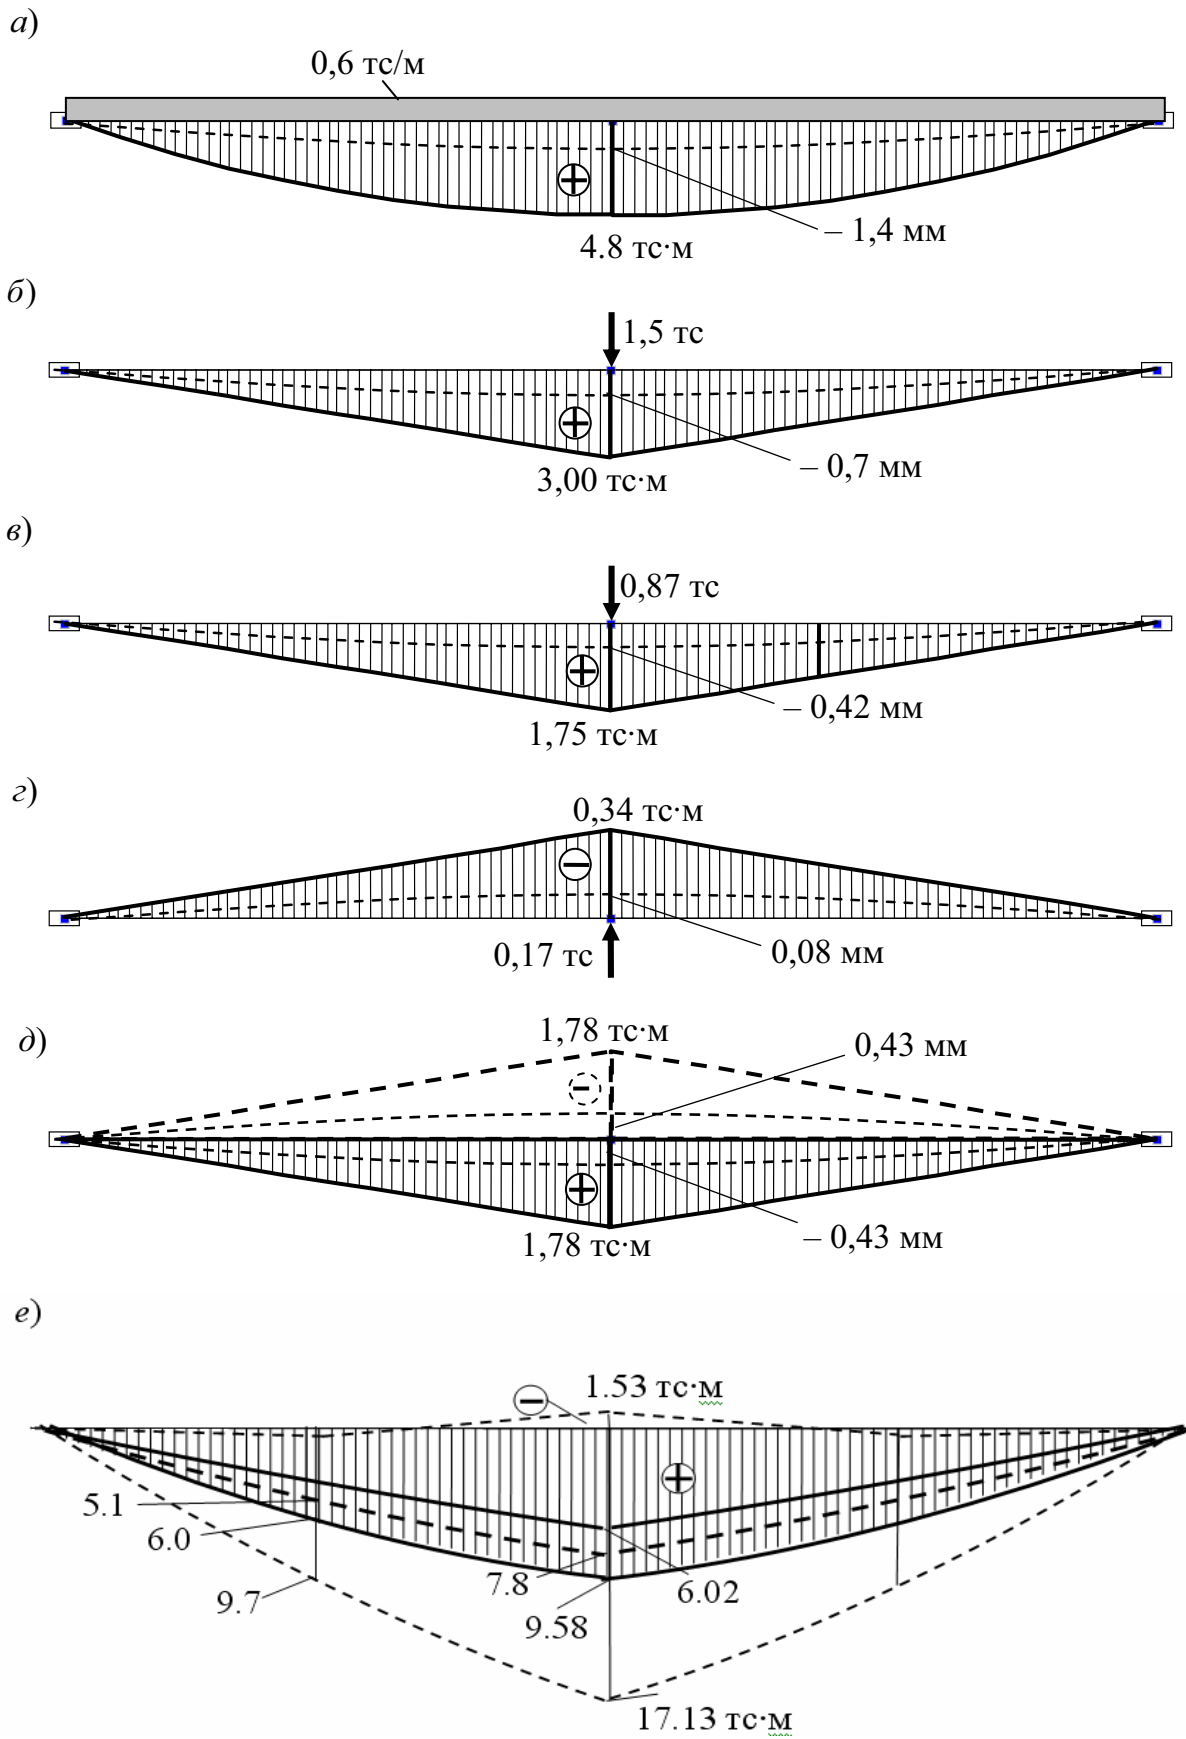 а)
0,6 тс/м
– 1,4 мм
4.8 тс·м
б)
1,5 тс
– 0,7 мм
3,00 тс·м
в)
0,87 тс
– 0,42 мм
1,75 тс·м
г)
0,34 тс·м
0,17 тс
0,08 мм
д)
1,78 тс·м
0,43 мм
1,78 тс·м
– 0,43 мм
е)
1.53 тс·м
5.1
6.0
7.8
6.02
9.7
9.58
17.13 тс·м